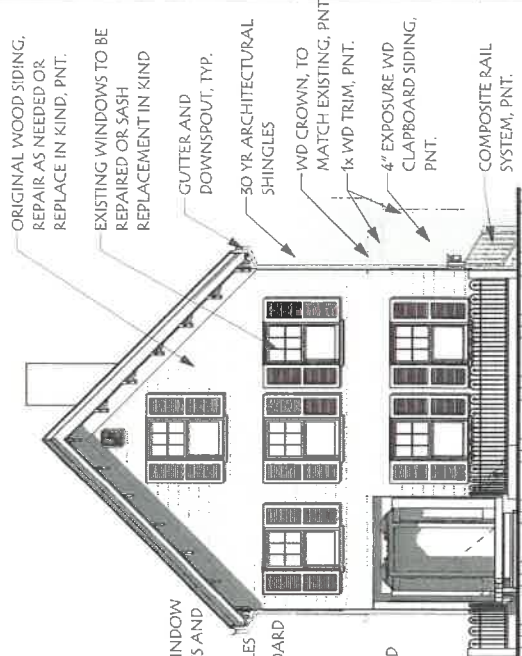 ORIGINAL WOOD SIDING,
REPAIR AS NEEDED OR
REPLACE IN KIND, PNT.
EXISTING WINDOWS TO BE
REPAIRED OR SASH
REPLACEMENT IN KIND
GUTTER AND
DOWNSPOUT, TYP.
30 YR ARCHITECTURAL
SHINGLES
WD CROWN, TO
MATCH EXISTING, PNT
1x WD TRIM, PNT.
4" EXPOSURE WD
CLAPBOARD SIDING,
PNT.
COMPOSITE RAIL
SYSTEM, PNT.
INDOW
S AND
LES
OARD
D